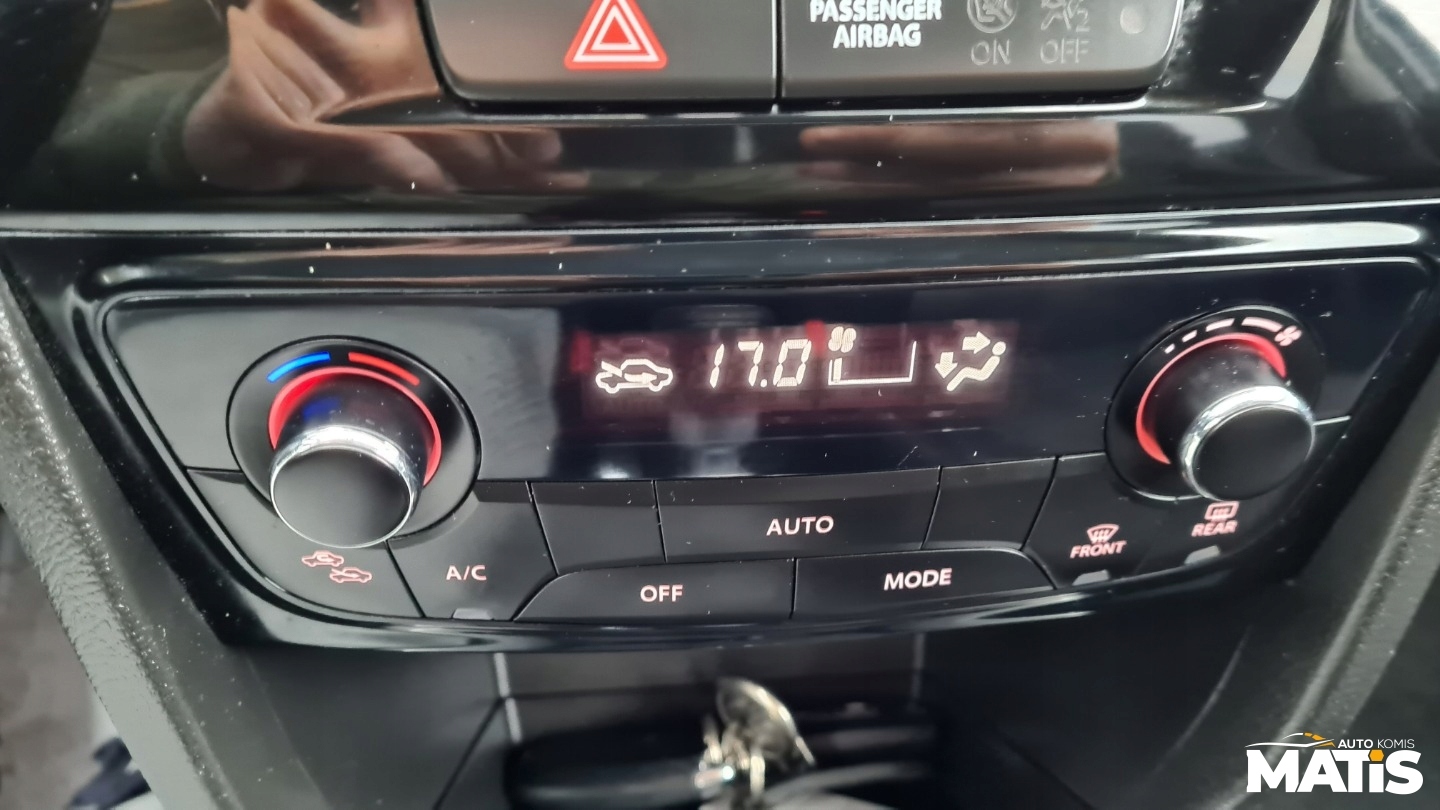 PASSENGER
AIRBAG
ON OFF
17.0
AUTO
A/C
OFF
MODE
FRONT
REAR
AUTO KOMIS
MATiS